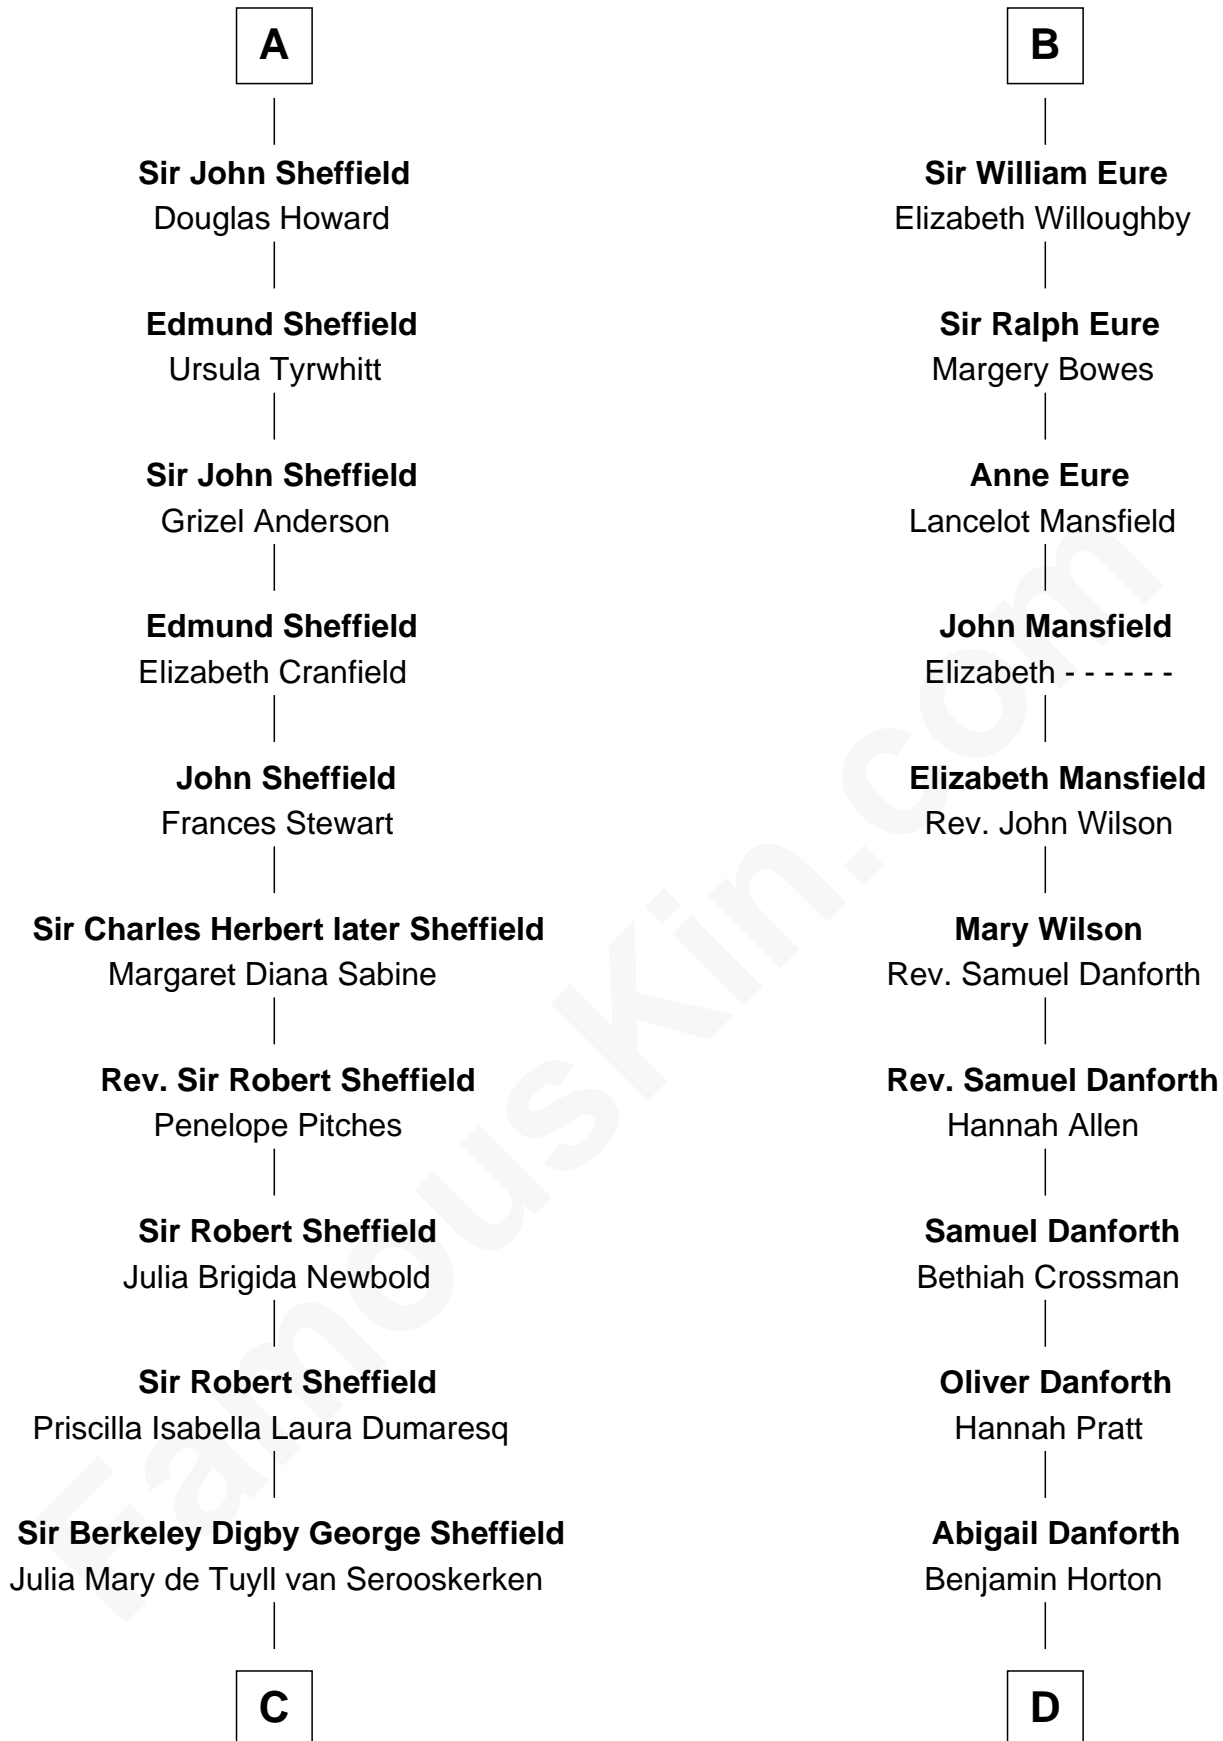 A
Sir John Sheffield
Douglas Howard
Edmund Sheffield
Ursula Tyrwhitt
Sir John Sheffield
Grizel Anderson
Edmund Sheffield
Elizabeth Cranfield
John Sheffield
Frances Stewart
Sir Charles Herbert later Sheffield
Margaret Diana Sabine
Rev. Sir Robert Sheffield
Penelope Pitches
Sir Robert Sheffield
Julia Brigida Newbold
Sir Robert Sheffield
Priscilla Isabella Laura Dumaresq
Sir Berkeley Digby George Sheffield
Julia Mary de Tuyll van Serooskerken
C
B
Sir William Eure
Elizabeth Willoughby
Sir Ralph Eure
Margery Bowes
Anne Eure
Lancelot Mansfield
John Mansfield
Elizabeth - - - - - -
Elizabeth Mansfield
Rev. John Wilson
Mary Wilson
Rev. Samuel Danforth
Rev. Samuel Danforth
Hannah Allen
Samuel Danforth
Bethiah Crossman
Oliver Danforth
Hannah Pratt
Abigail Danforth
Benjamin Horton
D
FamousKin.com